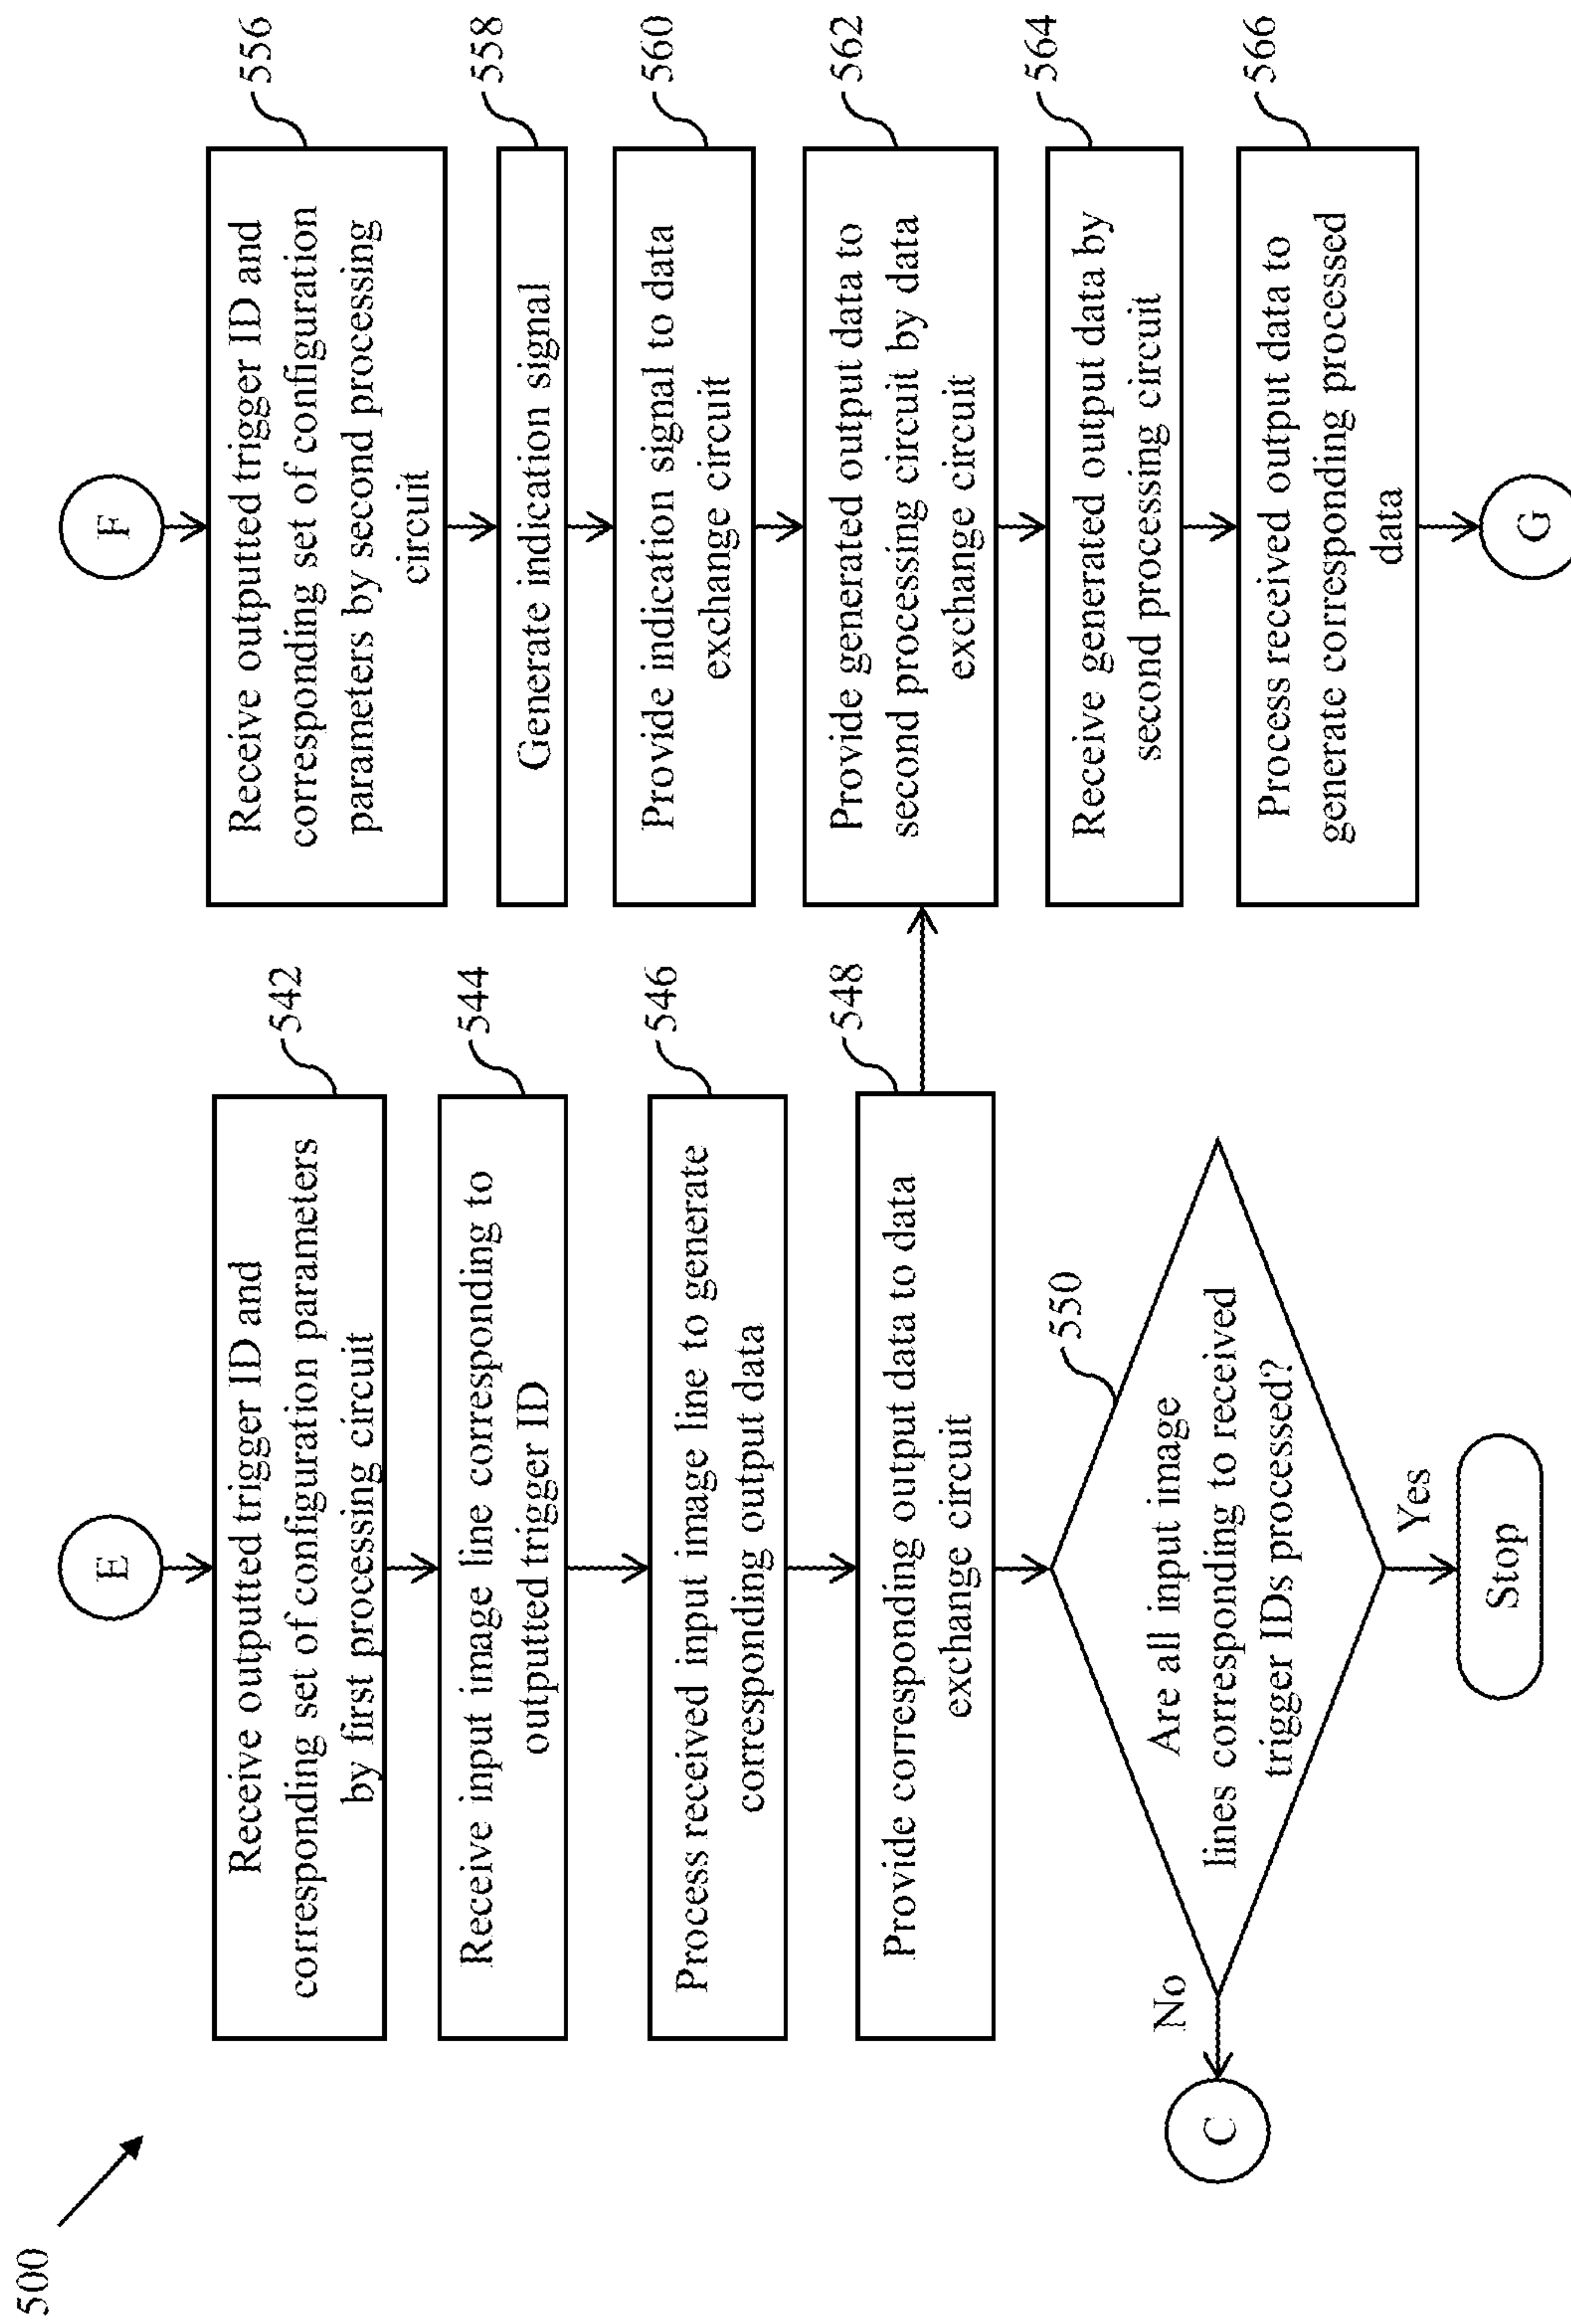 500
E
Receive outputted trigger ID and
corresponding set of configuration parameters
by first processing circuit
542
Receive input image line corresponding to
outputted trigger ID
544
Process received input image line to generate
corresponding output data
546
Provide corresponding output data to data
exchange circuit
548
Are all input image
lines corresponding to received
trigger IDs processed?
550
No
C
Yes
Stop
F
Receive outputted trigger ID and
corresponding set of configuration
parameters by second processing
circuit
556
Generate indication signal
558
Provide indication signal to data
exchange circuit
560
Provide generated output data to
second processing circuit by data
exchange circuit
562
Receive generated output data by
second processing circuit
564
Process received output data to
generate corresponding processed
data
566
G